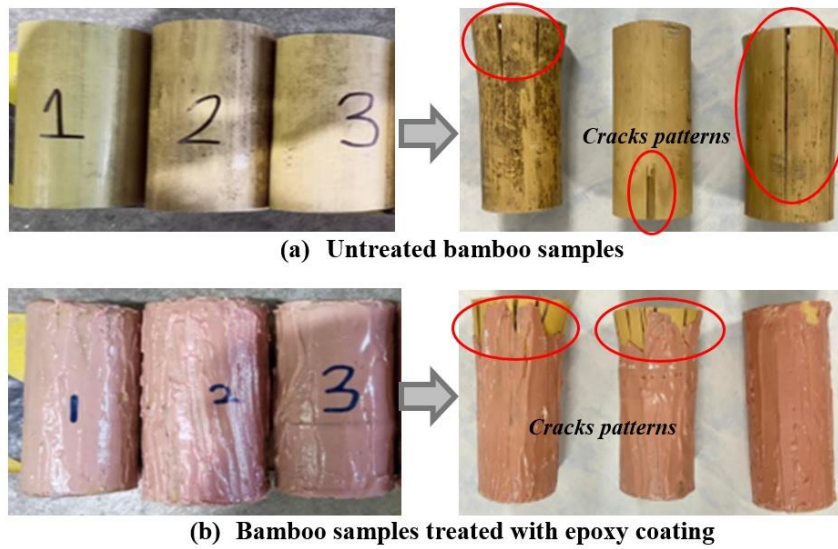 1 2 3
Cracks patterns
(a) Untreated bamboo samples
1 2 3
Cracks patterns
(b) Bamboo samples treated with epoxy coating